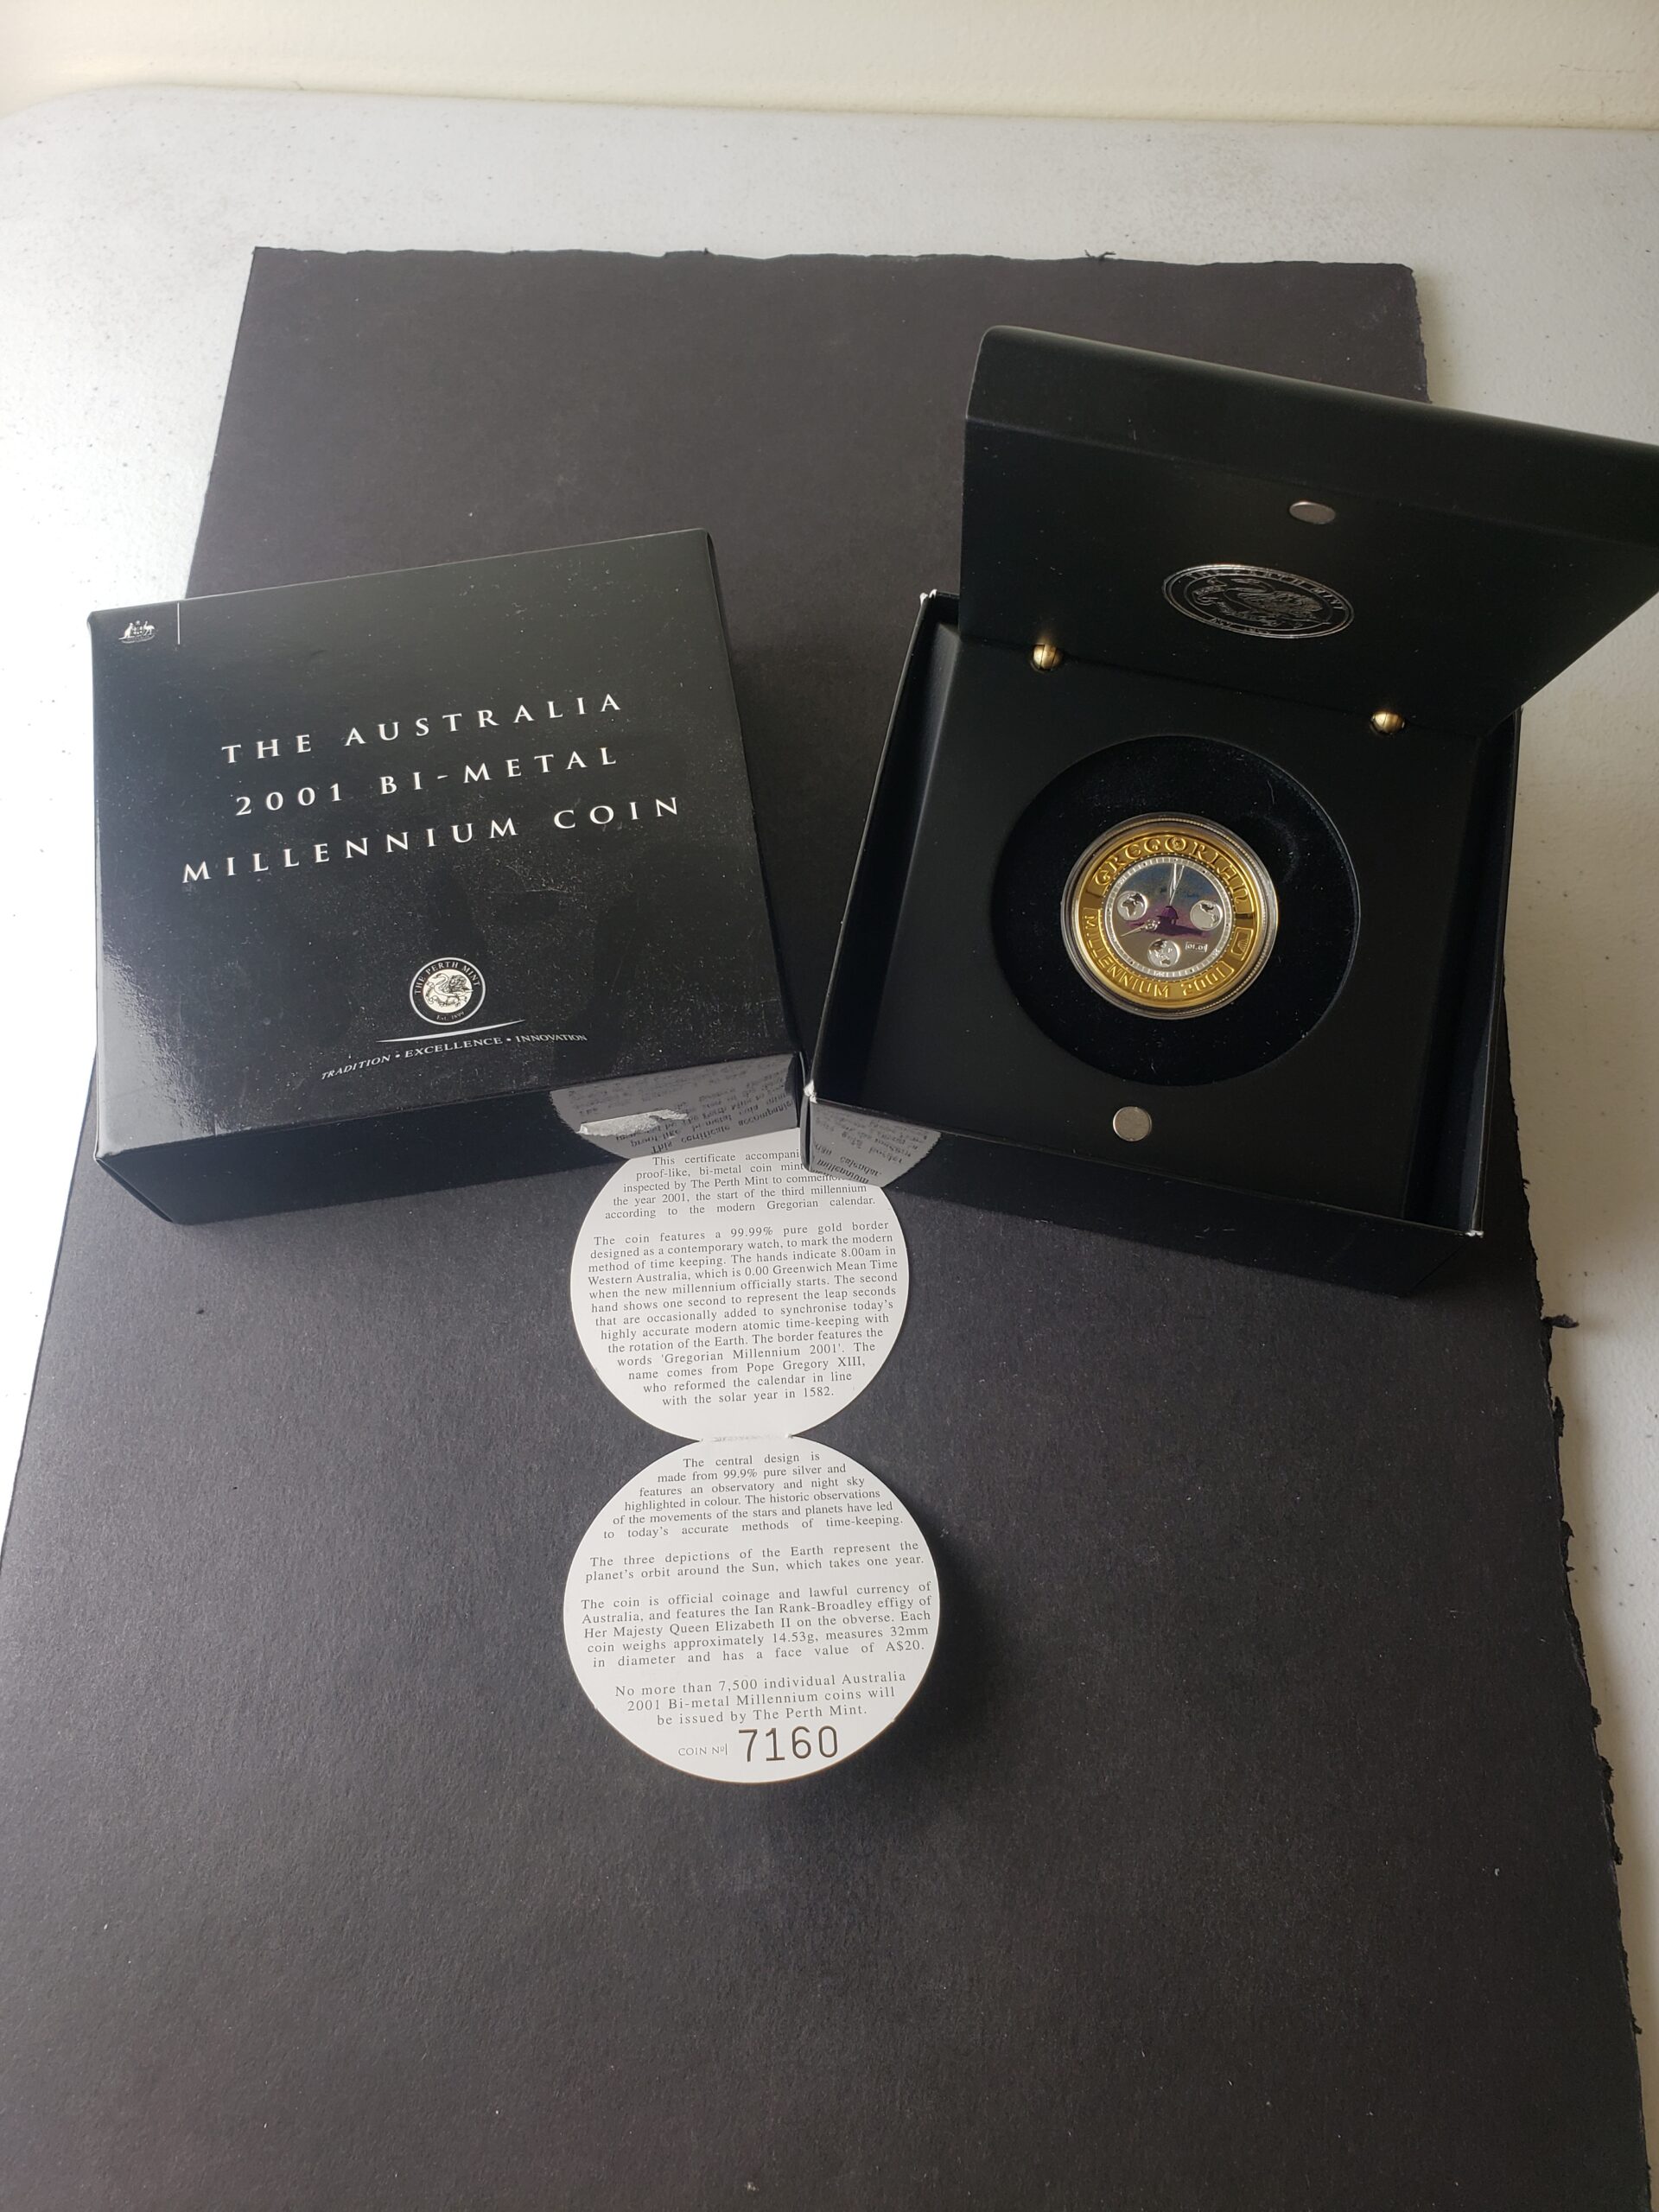 THE AUSTRALIA
2001 BI-METAL
MILLENNIUM COIN
THE PERTH MINT
Est. 1899
TRADITION • EXCELLENCE • INNOVATION
THE PERTH MINT
GREGORIAN
MILLENNIUM 2001
This certificate
proof-like, bi-metal coin
inspected by The Perth Mint to
the year 2001, the start of the third millennium
according to the modern Gregorian calendar.
The coin features a 99.99% pure gold border
designed as a contemporary watch, to mark the modern
method of time keeping. The hands indicate 8.00am in
Western Australia, which is 0.00 Greenwich Mean Time
when the new millennium officially starts. The second
hand shows one second to represent the leap seconds
that are occasionally added to synchronise today's
highly accurate modern atomic time-keeping with
the rotation of the Earth. The border features the
words 'Gregorian Millennium 2001'. The
name comes from Pope Gregory XIII,
who reformed the calendar in line
with the solar year in 1582.
The central design is
made from 99.9% pure silver and
features an observatory and night sky
highlighted in colour. The historic observations
of the movements of the stars and planets have led
to today's accurate methods of time-keeping.
The three depictions of the Earth represent the
planet's orbit around the Sun, which takes one year.
The coin is official coinage and lawful currency of
Australia, and features the Ian Rank-Broadley effigy of
Her Majesty Queen Elizabeth II on the obverse. Each
coin weighs approximately 14.53g, measures 32mm
in diameter and has a face value of A$20.
No more than 7,500 individual Australia
2001 Bi-metal Millennium coins will
be issued by The Perth Mint.
COIN Nº 7160